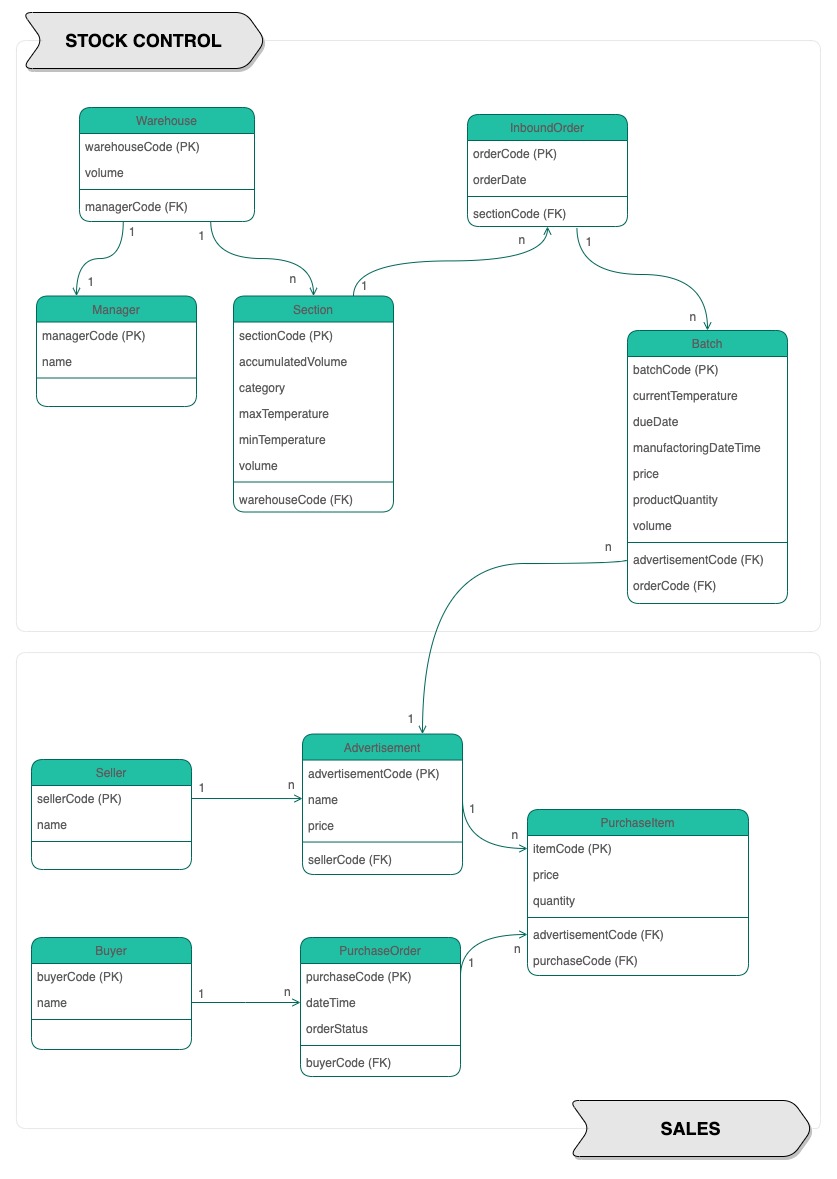 STOCK CONTROL
Warehouse
warehouseCode (PK)
volume
managerCode (FK)
1
1
1
n
Manager
managerCode (PK)
name
Section
sectionCode (PK)
accumulatedVolume
category
maxTemperature
minTemperature
volume
warehouseCode (FK)
1
n
InboundOrder
orderCode (PK)
orderDate
sectionCode (FK)
1
n
Batch
batchCode (PK)
currentTemperature
dueDate
manufactoringDateTime
price
productQuantity
volume
advertisementCode (FK)
orderCode (FK)
n
1
Seller
sellerCode (PK)
name
1
n
Advertisement
advertisementCode (PK)
name
price
sellerCode (FK)
1
n
PurchaseItem
itemCode (PK)
price
quantity
advertisementCode (FK)
purchaseCode (FK)
Buyer
buyerCode (PK)
name
1
n
PurchaseOrder
purchaseCode (PK)
dateTime
orderStatus
buyerCode (FK)
1
n
SALES